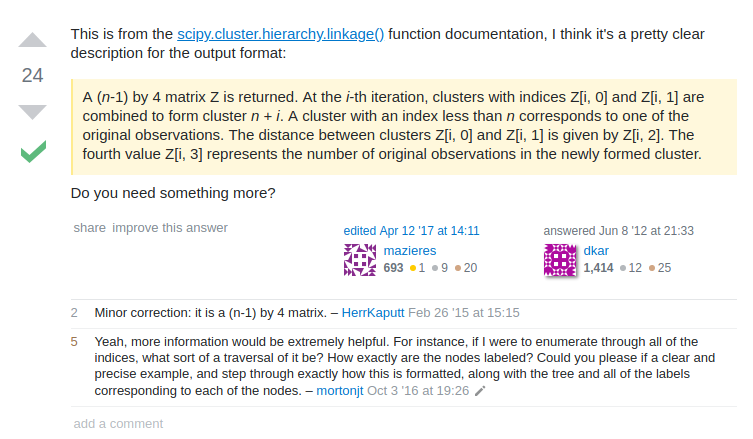 This is from the scipy.cluster.hierarchy.linkage() function documentation, I think it's a pretty clear
description for the output format:
24
A (n-1) by 4 matrix Z is returned. At the i-th iteration, clusters with indices Z[i, 0] and Z[i, 1] are
combined to form cluster n + i. A cluster with an index less than n corresponds to one of the
original observations. The distance between clusters Z[i, 0] and Z[i, 1] is given by Z[i, 2]. The
fourth value Z[i, 3] represents the number of original observations in the newly formed cluster.
Do you need something more?
share improve this answer
edited Apr 12 '17 at 14:11
mazieres
693 1 9 20
answered Jun 8 '12 at 21:33
dkar
1,414 12 25
2 Minor correction: it is a (n-1) by 4 matrix. – HerrKaputt Feb 26 '15 at 15:15
5 Yeah, more information would be extremely helpful. For instance, if I were to enumerate through all of the
indices, what sort of a traversal of it be? How exactly are the nodes labeled? Could you please if a clear and
precise example, and step through exactly how this is formatted, along with the tree and all of the labels
corresponding to each of the nodes. – mortonjt Oct 3 '16 at 19:26
add a comment